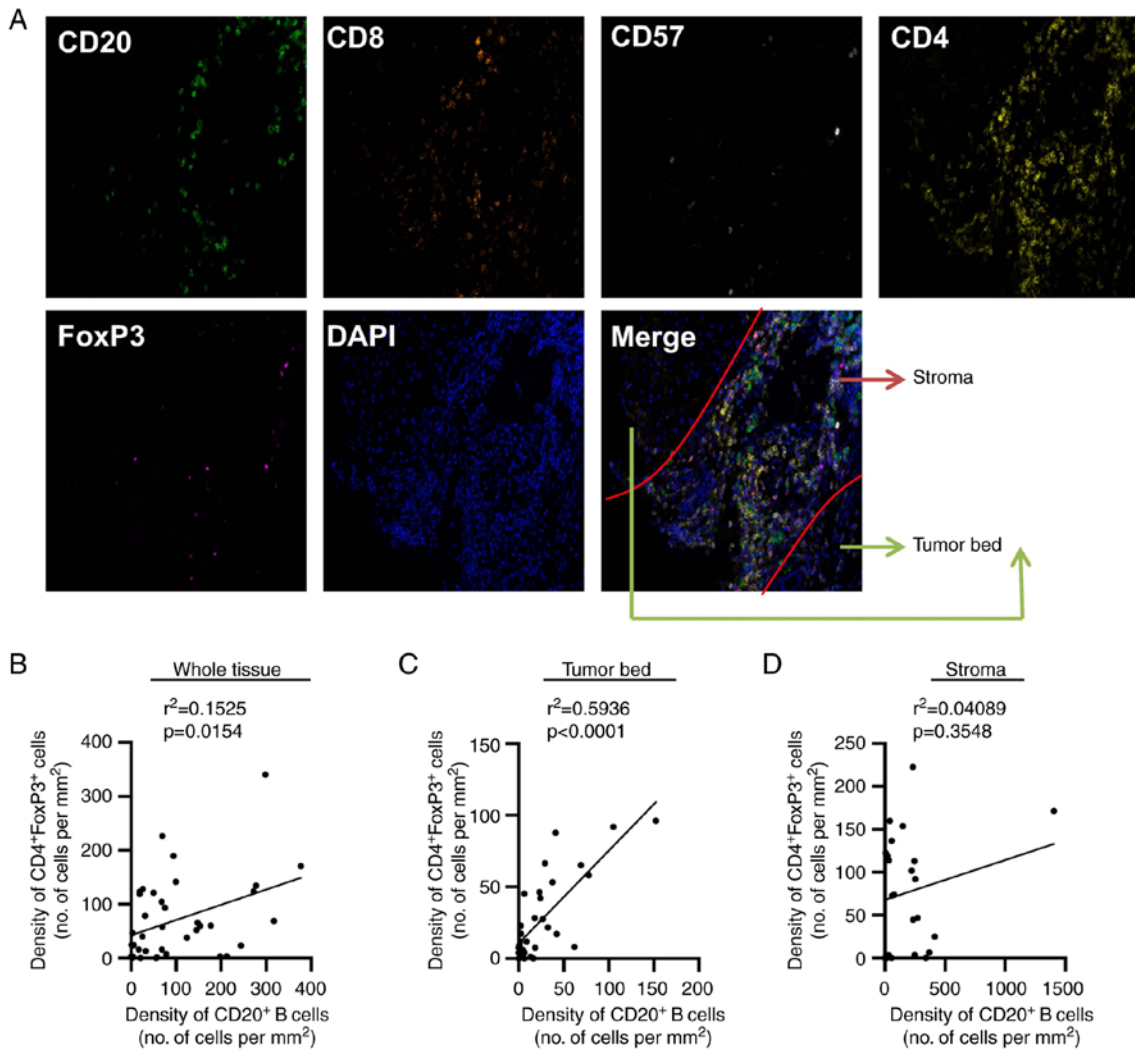 A
CD20
CD8
CD57
CD4
FoxP3
DAPI
Merge
Stroma
Tumor bed
B
Whole tissue
r²=0.1525
p=0.0154
Density of CD4⁺FoxP3⁺ cells
(no. of cells per mm²)
400
300
200
100
0
0 100 200 300 400
Density of CD20⁺ B cells
(no. of cells per mm²)
C
Tumor bed
r²=0.5936
p<0.0001
Density of CD4⁺FoxP3⁺ cells
(no. of cells per mm²)
150
100
50
0
0 50 100 150 200
Density of CD20⁺ B cells
(no. of cells per mm²)
D
Stroma
r²=0.04089
p=0.3548
Density of CD4⁺FoxP3⁺ cells
(no. of cells per mm²)
250
200
150
100
50
0
0 500 1000 1500
Density of CD20⁺ B cells
(no. of cells per mm²)